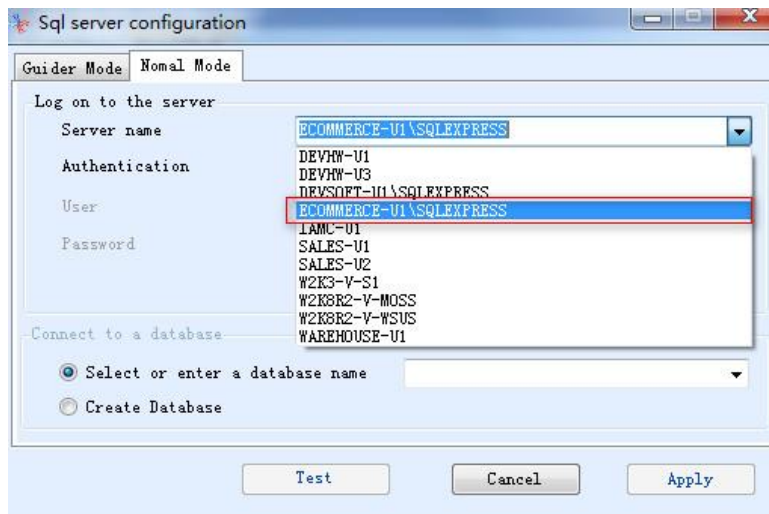 Sql server configuration
Guider Mode Nomal Mode
Log on to the server
Server name ECOMMERCE-U1\SQLEXPRESS
Authentication
DEVHW-U1
DEVHW-U3
DEVSOFT-U1\SQLEXPRESS
User
ECOMMERCE-U1\SQLEXPRESS
IAMC-U1
Password
SALES-U1
SALES-U2
W2K3-V-S1
W2K8R2-V-MOSS
W2K8R2-V-WSUS
Connect to a database
WAREHOUSE-U1
Select or enter a database name
Create Database
Test Cancel Apply